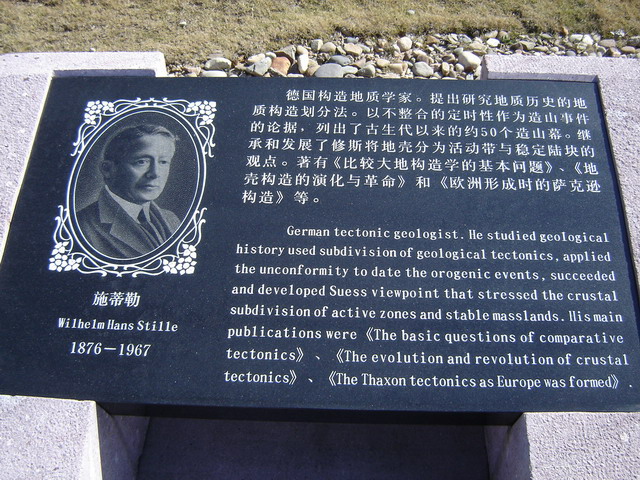 施蒂勒
Wilhelm Hans Stille
1876－1967
德国构造地质学家。提出研究地质历史的地
质构造划分法。以不整合的定时性作为造山事件
的论据，列出了古生代以来的约50个造山幕。继
承和发展了修斯将地壳分为活动带与稳定陆块的
观点。著有《比较大地构造学的基本问题》、《地
壳构造的演化与革命》和《欧洲形成时的萨克逊
构造》等。
German tectonic geologist. He studied geological
history used subdivision of geological tectonics, applied
the unconformity to date the orogenic events, succeeded
and developed Suess viewpoint that stressed the crustal
subdivision of active zones and stable masslands. His main
publications were 《The basic questions of comparative
tectonics》、《The evolution and revolution of crustal
tectonics》、《The Thaxon tectonics as Europe was formed》.